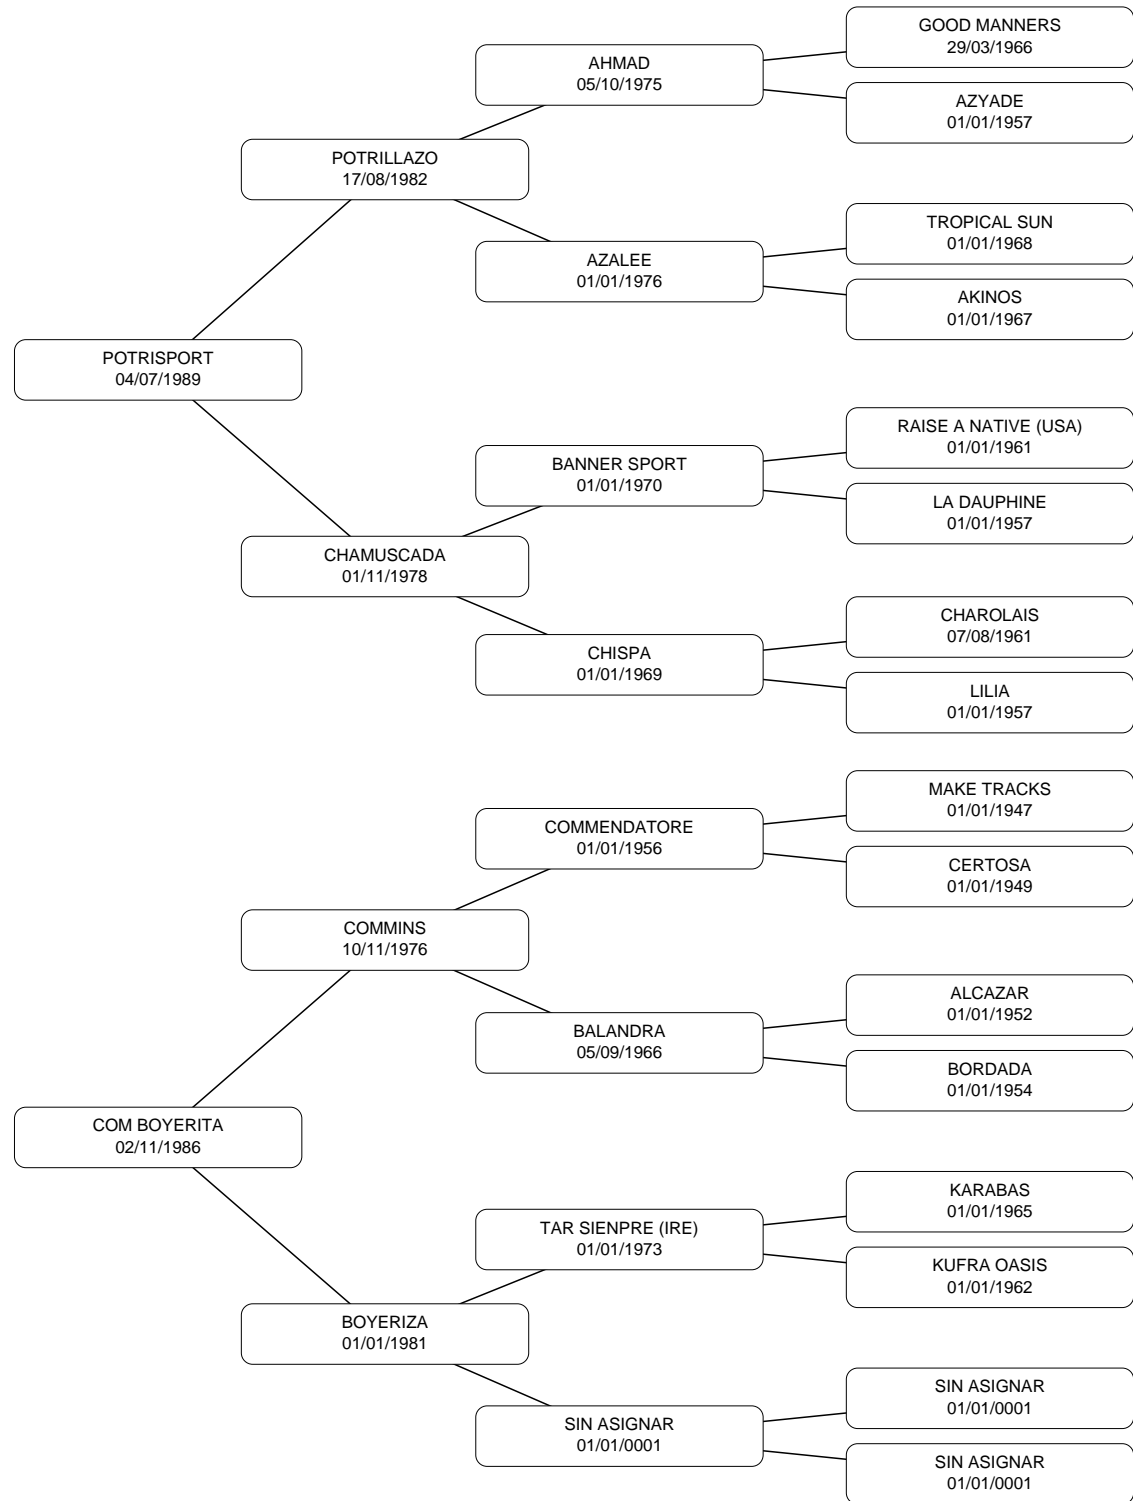 GOOD MANNERS
29/03/1966
AHMAD
05/10/1975
AZYADE
01/01/1957
POTRILLAZO
17/08/1982
TROPICAL SUN
01/01/1968
AZALEE
01/01/1976
AKINOS
01/01/1967
POTRISPORT
04/07/1989
RAISE A NATIVE (USA)
01/01/1961
BANNER SPORT
01/01/1970
LA DAUPHINE
01/01/1957
CHAMUSCADA
01/11/1978
CHAROLAIS
07/08/1961
CHISPA
01/01/1969
LILIA
01/01/1957
MAKE TRACKS
01/01/1947
COMMENDATORE
01/01/1956
CERTOSA
01/01/1949
COMMINS
10/11/1976
ALCAZAR
01/01/1952
BALANDRA
05/09/1966
BORDADA
01/01/1954
COM BOYERITA
02/11/1986
KARABAS
01/01/1965
TAR SIENPRE (IRE)
01/01/1973
KUFRA OASIS
01/01/1962
BOYERIZA
01/01/1981
SIN ASIGNAR
01/01/0001
SIN ASIGNAR
01/01/0001
SIN ASIGNAR
01/01/0001